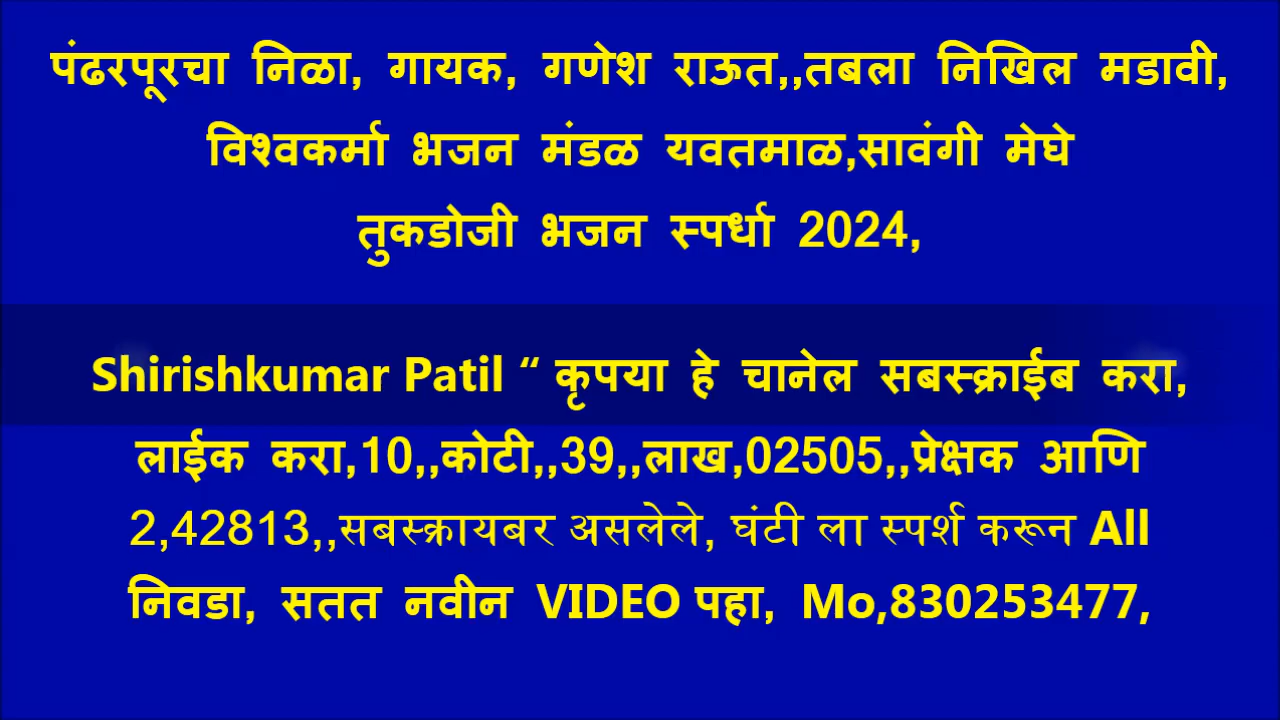 पंढरपूरचा निळा, गायक, गणेश राऊत,,तबला निखिल मडावी,
विश्वकर्मा भजन मंडळ यवतमाळ,सावंगी मेघे
तुकडोजी भजन स्पर्धा 2024,
Shirishkumar Patil “ कृपया हे चानेल सबस्क्राईब करा,
लाईक करा,10,,कोटी,,39,,लाख,02505,,प्रेक्षक आणि
2,42813,,सबस्क्रायबर असलेले, घंटी ला स्पर्श करून All
निवडा, सतत नवीन VIDEO पहा, Mo,830253477,